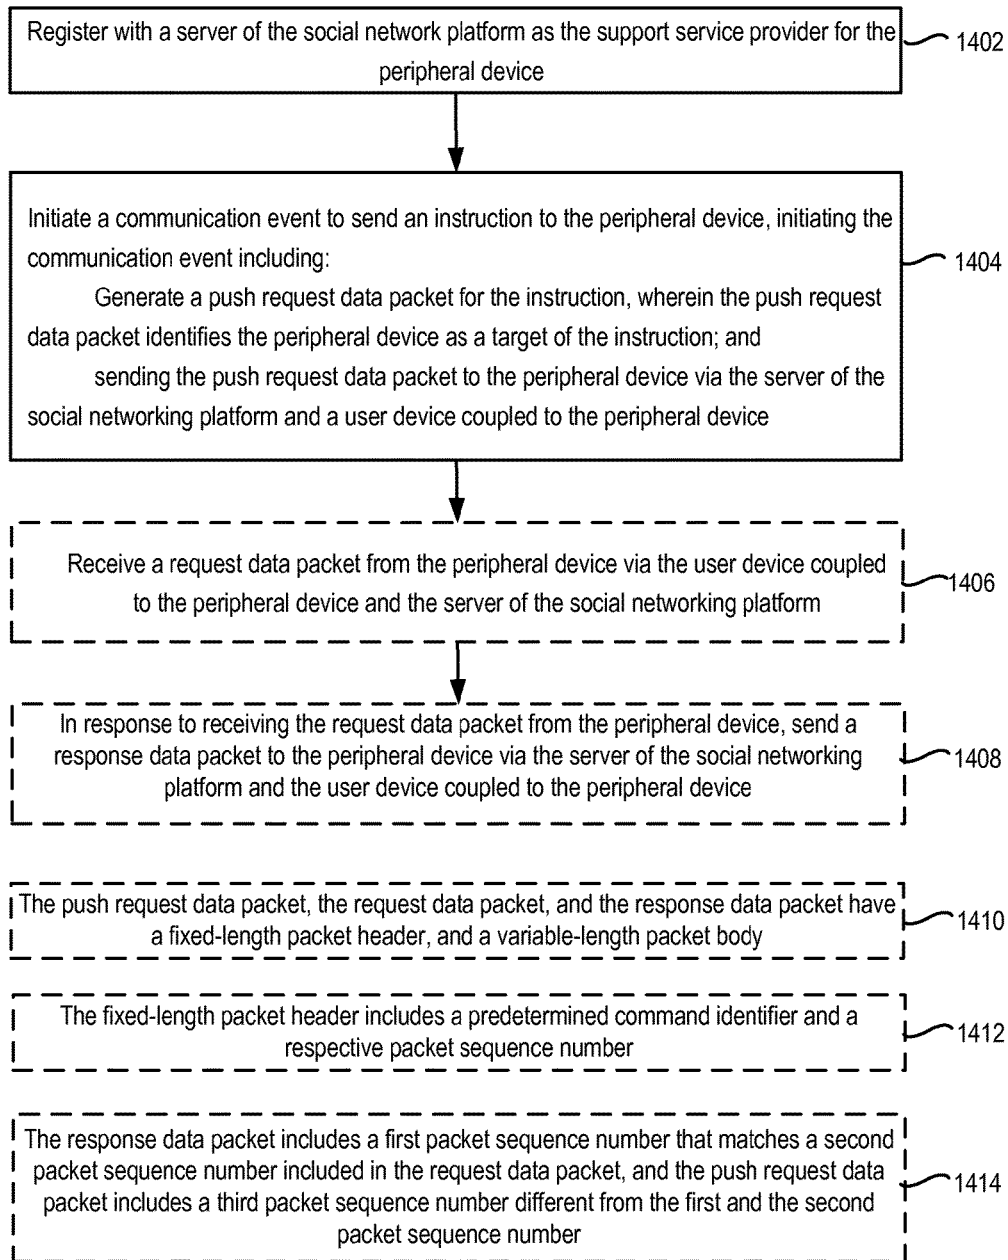 Register with a server of the social network platform as the support service provider for the
peripheral device
1402
Initiate a communication event to send an instruction to the peripheral device, initiating the
communication event including:
Generate a push request data packet for the instruction, wherein the push request
data packet identifies the peripheral device as a target of the instruction; and
sending the push request data packet to the peripheral device via the server of the
social networking platform and a user device coupled to the peripheral device
1404
Receive a request data packet from the peripheral device via the user device coupled
to the peripheral device and the server of the social networking platform
1406
In response to receiving the request data packet from the peripheral device, send a
response data packet to the peripheral device via the server of the social networking
platform and the user device coupled to the peripheral device
1408
The push request data packet, the request data packet, and the response data packet have
a fixed-length packet header, and a variable-length packet body
1410
The fixed-length packet header includes a predetermined command identifier and a
respective packet sequence number
1412
The response data packet includes a first packet sequence number that matches a second
packet sequence number included in the request data packet, and the push request data
packet includes a third packet sequence number different from the first and the second
packet sequence number
1414